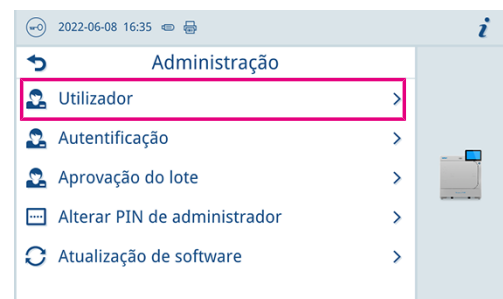 2022-06-08 16:35
Administração
Utilizador
Autentificação
Aprovação do lote
Alterar PIN de administrador
Atualização de software